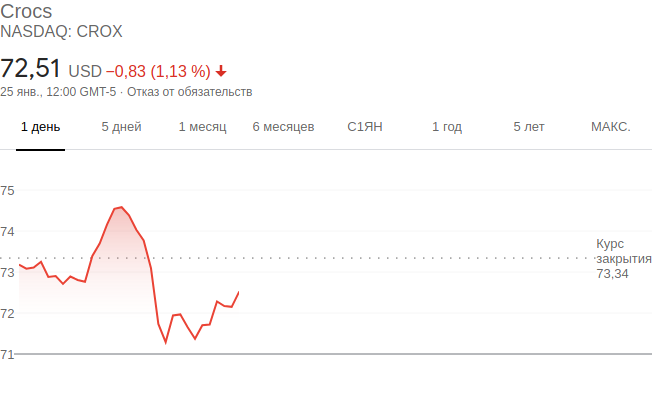 Crocs
NASDAQ: CROX
72,51 USD −0,83 (1,13 %)
25 янв., 12:00 GMT-5 · Отказ от обязательств
1 день 5 дней 1 месяц 6 месяцев С1ЯН 1 год 5 лет МАКС.
75
74
Курс
закрытия
73,34
73
72
71